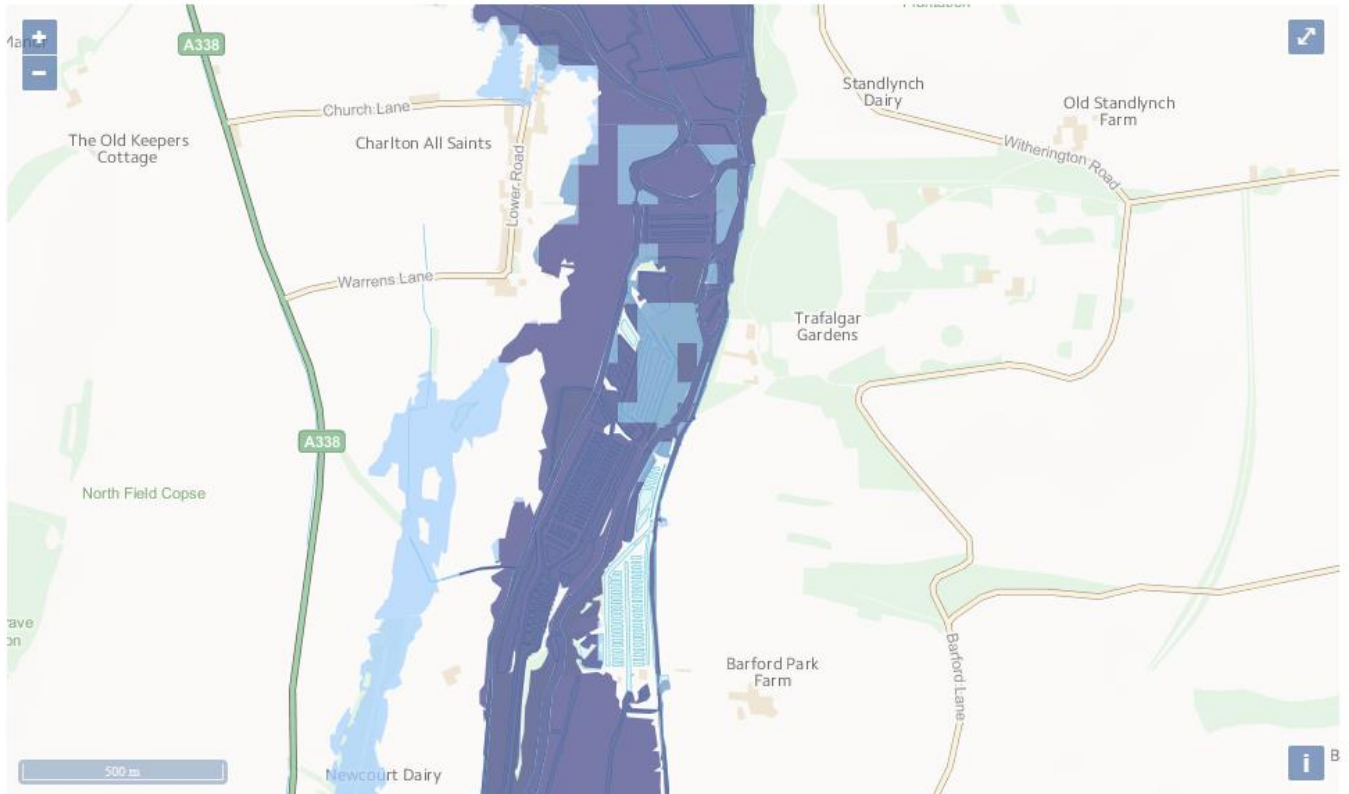 Plantation
+
−
A338
Standlynch
Dairy
Old Standlynch
Farm
Church Lane
The Old Keepers
Cottage
Charlton All Saints
Witherington Road
Lower Road
Warrens Lane
Trafalgar
Gardens
A338
North Field Copse
Barford Park
Farm
Barford Lane
500 m
Newcourt Dairy
i
B